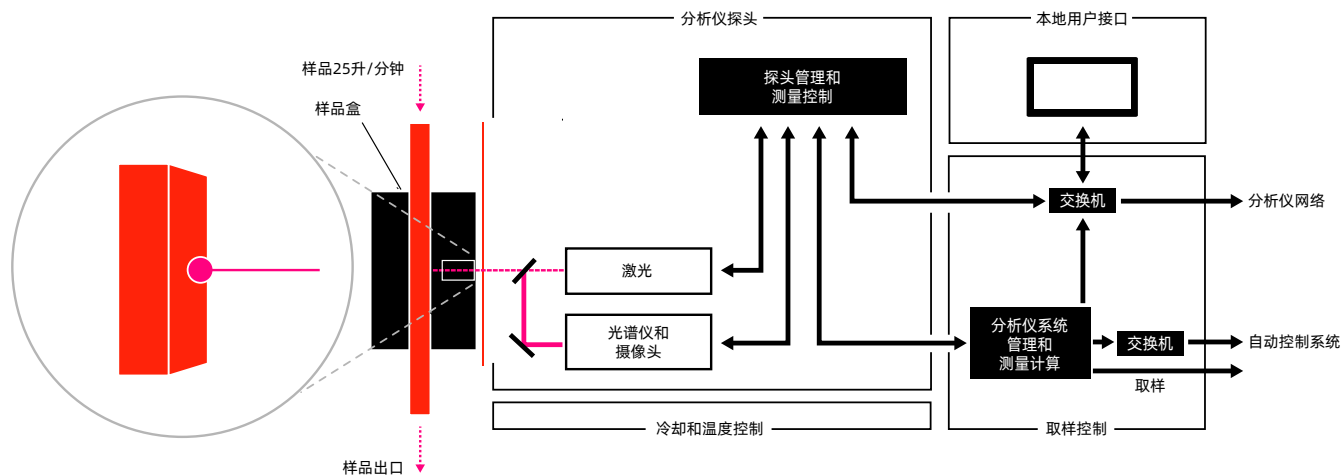 分析仪探头
本地用户接口
样品25升/分钟
样品盒
探头管理和
测量控制
交换机
分析仪网络
激光
光谱仪和
摄像头
分析仪系统
管理和
测量计算
交换机
自动控制系统
取样
冷却和温度控制
取样控制
样品出口